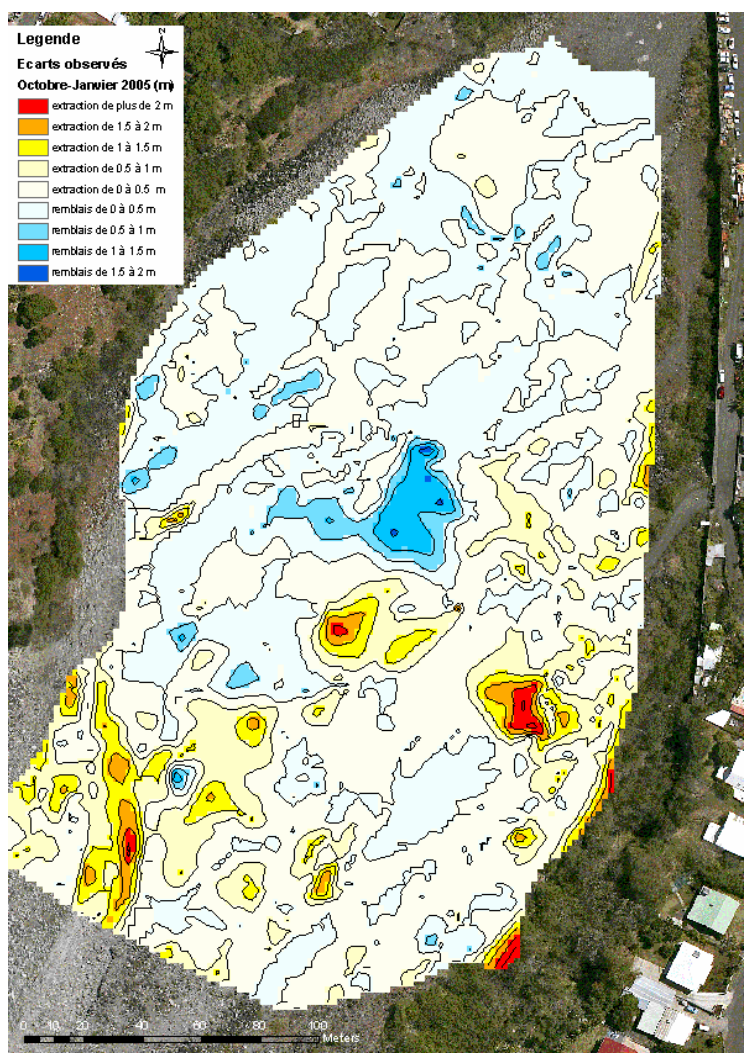 Legende
Ecarts observés
Octobre-Janvier 2005 (m)
extraction de plus de 2 m
extraction de 1.5 à 2 m
extraction de 1 à 1.5 m
extraction de 0.5 à 1 m
extraction de 0 à 0.5 m
remblais de 0 à 0.5 m
remblais de 0.5 à 1 m
remblais de 1 à 1.5 m
remblais de 1.5 à 2 m
0 10 20 40 60 80 100
Meters